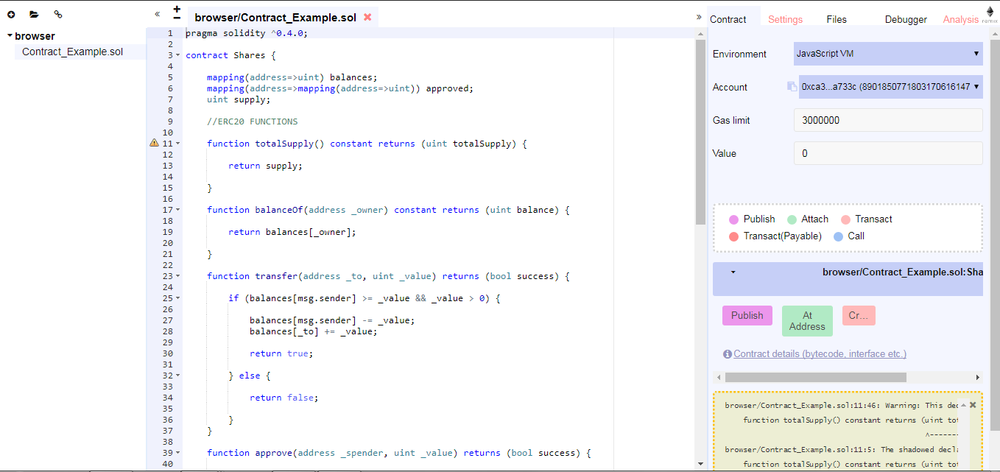 browser
Contract_Example.sol
«
+
−
browser/Contract_Example.sol ✖
»
1 pragma solidity ^0.4.0;
2
3 contract Shares {
4
5     mapping(address=>uint) balances;
6     mapping(address=>mapping(address=>uint)) approved;
7     uint supply;
8
9     //ERC20 FUNCTIONS
10
11     function totalSupply() constant returns (uint totalSupply) {
12
13         return supply;
14
15     }
16
17     function balanceOf(address _owner) constant returns (uint balance) {
18
19         return balances[_owner];
20
21     }
22
23     function transfer(address _to, uint _value) returns (bool success) {
24
25         if (balances[msg.sender] >= _value && _value > 0) {
26
27             balances[msg.sender] -= _value;
28             balances[_to] += _value;
29
30             return true;
31
32         } else {
33
34             return false;
35
36         }
37     }
38
39     function approve(address _spender, uint _value) returns (bool success) {
40
Contract Settings Files Debugger Analysis remix
Environment JavaScript VM
Account 0xca3...a733c (8901850771803170616147
Gas limit 3000000
Value 0
Publish Attach Transact
Transact(Payable) Call
browser/Contract_Example.sol:Sha
Publish At Address Cr...
Contract details (bytecode, interface etc.)
browser/Contract_Example.sol:11:46: Warning: This dec
function totalSupply() constant returns (uint tot
^-------
browser/Contract_Example.sol:11:5: The shadowed decla
function totalSupply() constant returns (uint tot